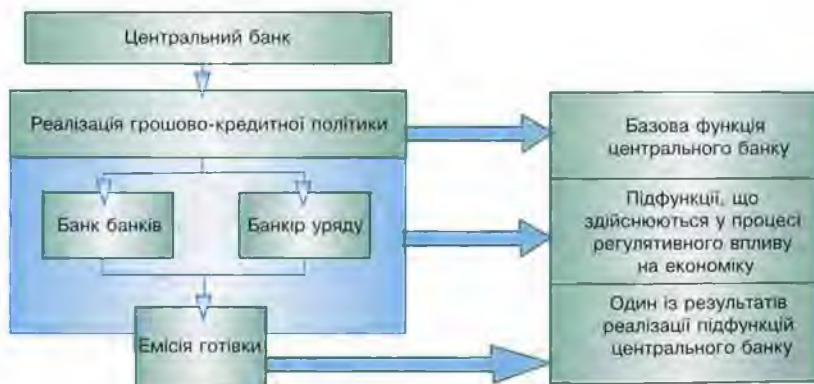 Центральний банк
Реалізація грошово-кредитної політики
Банк банків
Банкір уряду
Емісія готівки
Базова функція
центрального банку
Підфункції, що
здійснюються у процесі
регулятивного впливу
на економіку
Один із результатів
реалізації підфункцій
центрального банку